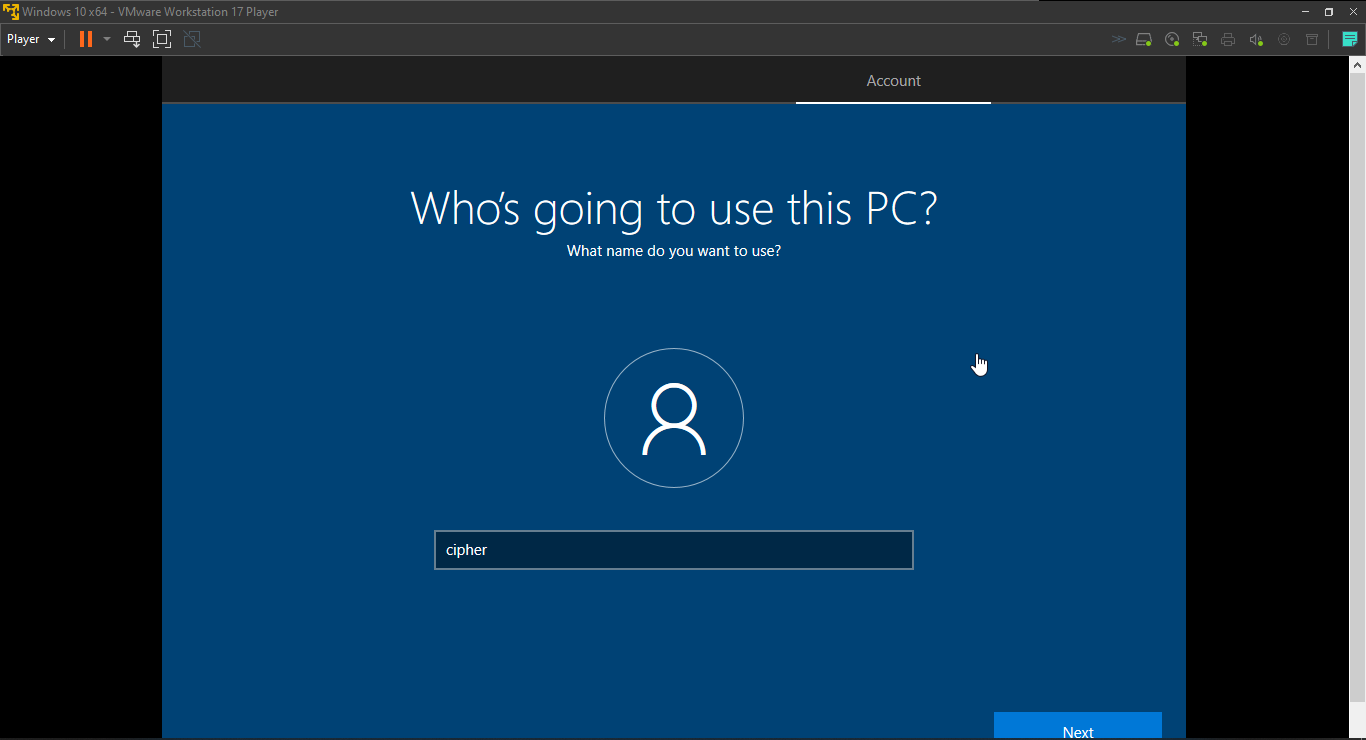 Windows 10 x64 - VMware Workstation 17 Player
Player
Account
Who's going to use this PC?
What name do you want to use?
cipher
Next